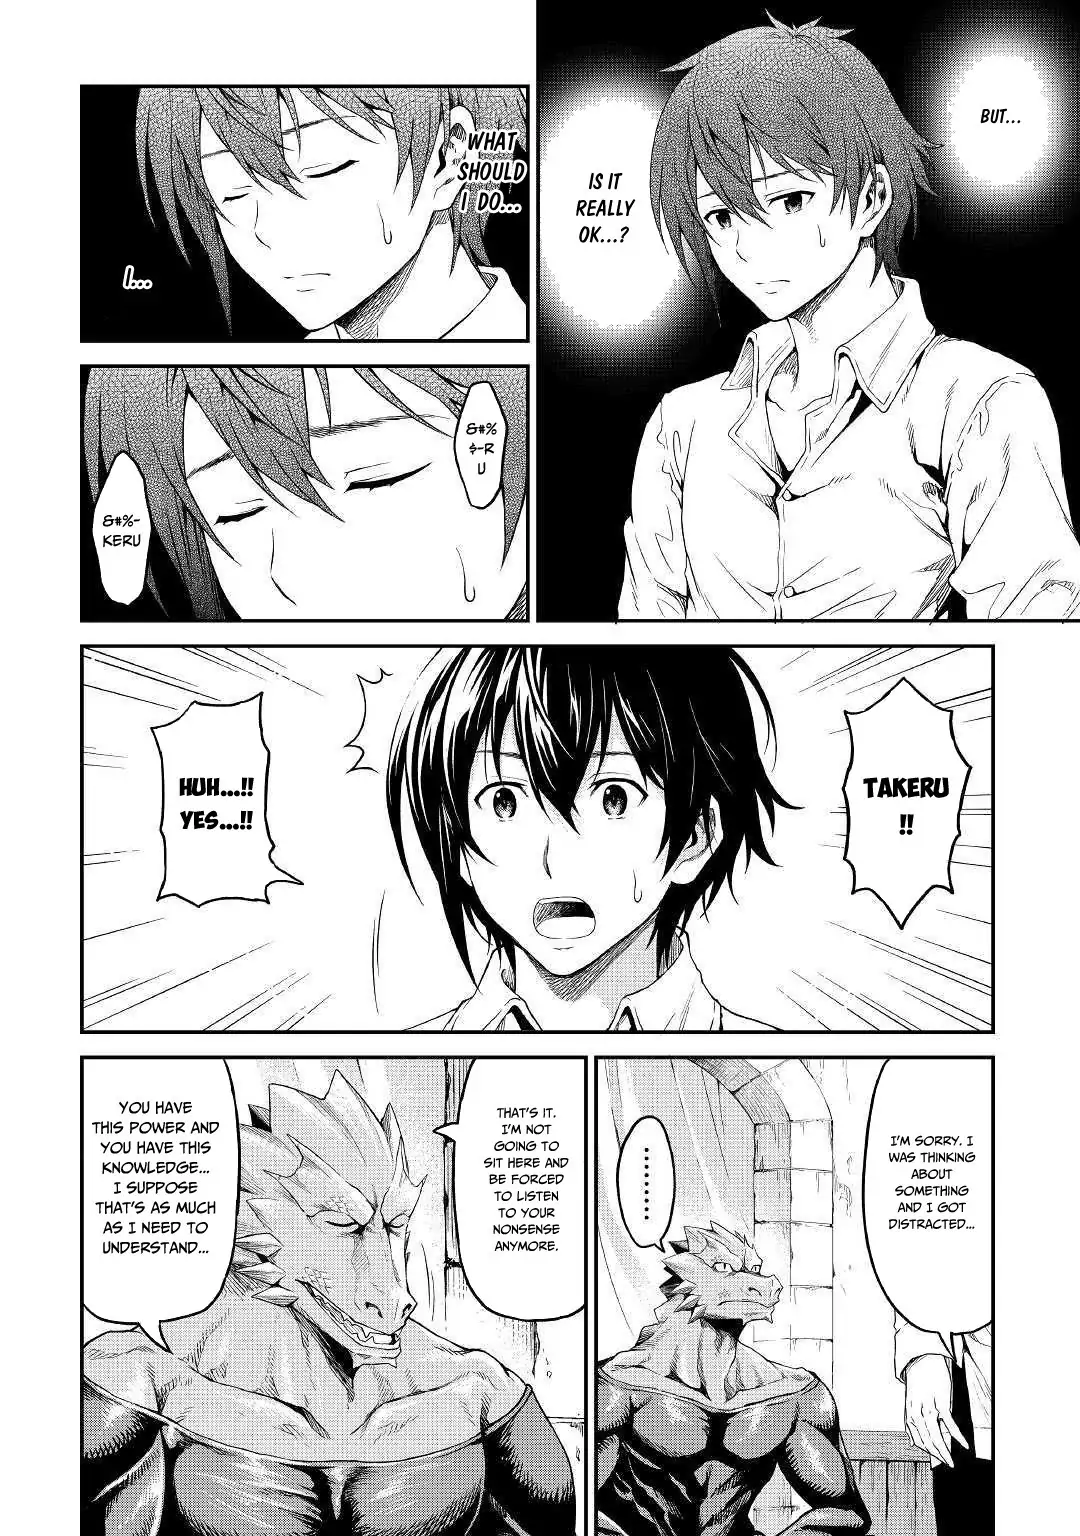 BUT...
IS IT
REALLY
OK...?
WHAT
SHOULD
I DO...
I....
&#%
$-R
U
&#%-
KERU
TAKERU
!!
HUH...!!
YES...!!
I'M SORRY. I
WAS THINKING
ABOUT
SOMETHING
AND I GOT
DISTRACTED...
.........
THAT'S IT.
I'M NOT
GOING TO
SIT HERE AND
BE FORCED
TO LISTEN
TO YOUR
NONSENSE
ANYMORE.
YOU HAVE
THIS POWER AND
YOU HAVE THIS
KNOWLEDGE...
I SUPPOSE
THAT'S AS MUCH
AS I NEED TO
UNDERSTAND...